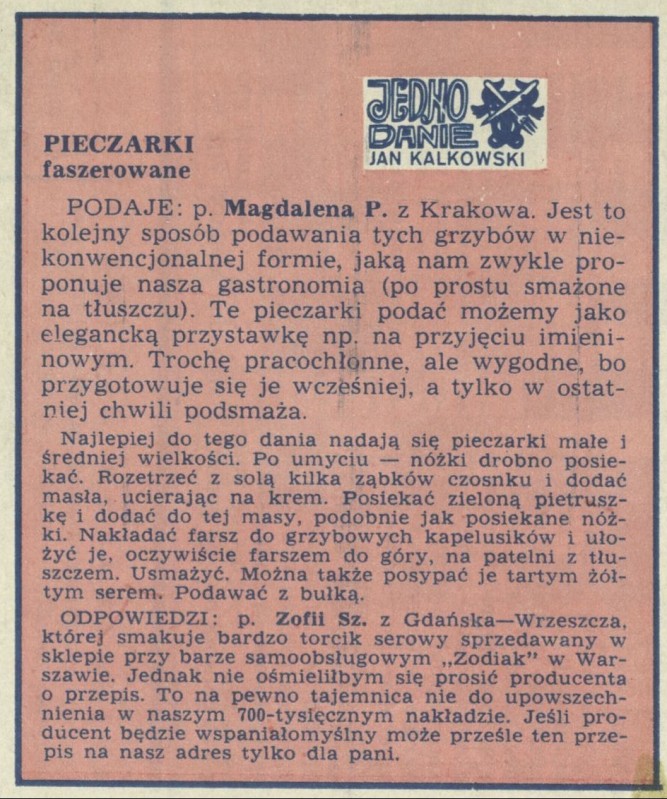 JEDNO
DANIE
JAN KALKOWSKI
PIECZARKI
faszerowane
PODAJE: p. Magdalena P. z Krakowa. Jest to
kolejny sposób podawania tych grzybów w nie-
konwencjonalnej formie, jaką nam zwykle pro-
ponuje nasza gastronomia (po prostu smażone
na tłuszczu). Te pieczarki podać możemy jako
elegancką przystawkę np. na przyjęciu imieni-
nowym. Trochę pracochłonne, ale wygodne, bo
przygotowuje się je wcześniej, a tylko w ostat-
niej chwili podsmaża.
Najlepiej do tego dania nadają się pieczarki małe i
średniej wielkości. Po umyciu — nóżki drobno posie-
kać. Rozetrzeć z solą kilka ząbków czosnku i dodać
masła, ucierając na krem. Posiekać zieloną pietrusz-
kę i dodać do tej masy, podobnie jak posiekane nóż-
ki. Nakładać farsz do grzybowych kapelusików i uło-
żyć je, oczywiście farszem do góry, na patelni z tłu-
szczem. Usmażyć. Można także posypać je tartym żół-
tym serem. Podawać z bułką.
ODPOWIEDZI: p. Zofii Sz. z Gdańska—Wrzeszcza,
której smakuje bardzo torcik serowy sprzedawany w
sklepie przy barze samoobsługowym „Zodiak" w War-
szawie. Jednak nie ośmieliłbym się prosić producenta
o przepis. To na pewno tajemnica nie do upowszech-
nienia w naszym 700-tysięcznym nakładzie. Jeśli pro-
ducent będzie wspaniałomyślny może prześle ten prze-
pis na nasz adres tylko dla pani.